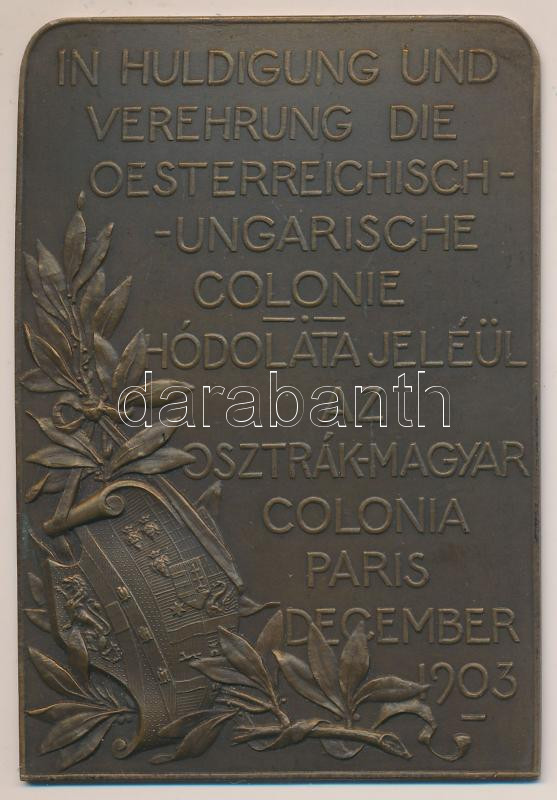 IN HULDIGUNG UND
VEREHRUNG DIE
OESTERREICHISCH-
-UNGARISCHE
COLONIE
HÓDOLATA JELÉÜL
darabanth
AZ
OSZTRÁK-MAGYAR
COLONIA
PARIS
DECEMBER
1903